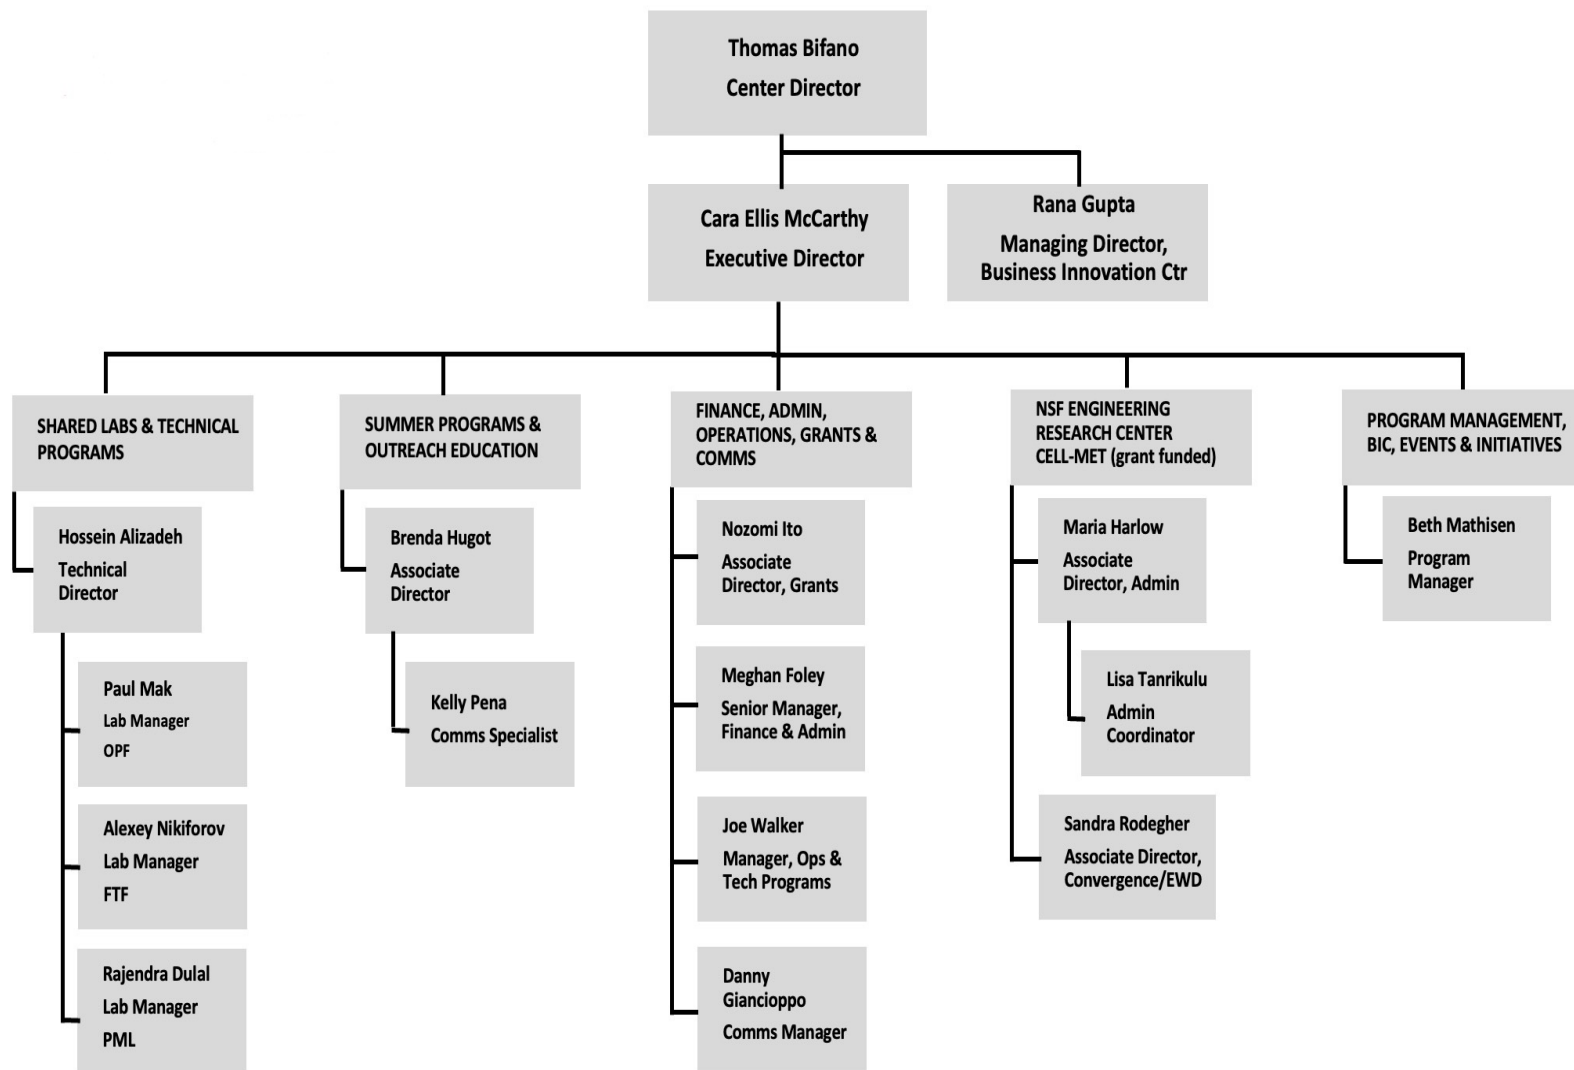 Thomas Bifano
Center Director
Cara Ellis McCarthy
Executive Director
Rana Gupta
Managing Director,
Business Innovation Ctr
SHARED LABS & TECHNICAL
PROGRAMS
Hossein Alizadeh
Technical
Director
Paul Mak
Lab Manager
OPF
Alexey Nikiforov
Lab Manager
FTF
Rajendra Dulal
Lab Manager
PML
SUMMER PROGRAMS &
OUTREACH EDUCATION
Brenda Hugot
Associate
Director
Kelly Pena
Comms Specialist
FINANCE, ADMIN,
OPERATIONS, GRANTS &
COMMS
Nozomi Ito
Associate
Director, Grants
Meghan Foley
Senior Manager,
Finance & Admin
Joe Walker
Manager, Ops &
Tech Programs
Danny
Giancioppo
Comms Manager
NSF ENGINEERING
RESEARCH CENTER
CELL-MET (grant funded)
Maria Harlow
Associate
Director, Admin
Lisa Tanrikulu
Admin
Coordinator
Sandra Rodegher
Associate Director,
Convergence/EWD
PROGRAM MANAGEMENT,
BIC, EVENTS & INITIATIVES
Beth Mathisen
Program
Manager